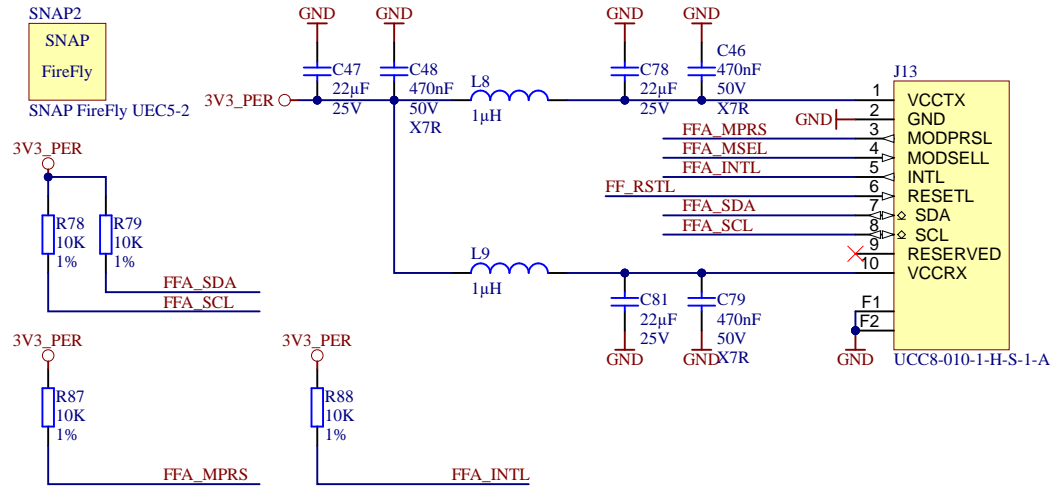 SNAP2
SNAP
FireFly
SNAP FireFly UEC5-2
GND
GND
GND
GND
C47
22µF
25V
C48
470nF
50V
X7R
C78
22µF
25V
C46
470nF
50V
X7R
3V3_PER
L8
1µH
L9
1µH
C81
22µF
25V
GND
C79
470nF
50V
X7R
GND
J13
1 VCCTX
GND 2 GND
FFA_MPRS 3 MODPRSL
FFA_MSEL 4 MODSELL
FFA_INTL 5 INTL
FF_RSTL 6 RESETL
FFA_SDA 7 SDA
FFA_SCL 8 SCL
9 RESERVED
10 VCCRX
F1
F2
GND
UCC8-010-1-H-S-1-A
3V3_PER
R78
10K
1%
R79
10K
1%
FFA_SDA
FFA_SCL
3V3_PER
R87
10K
1%
FFA_MPRS
3V3_PER
R88
10K
1%
FFA_INTL